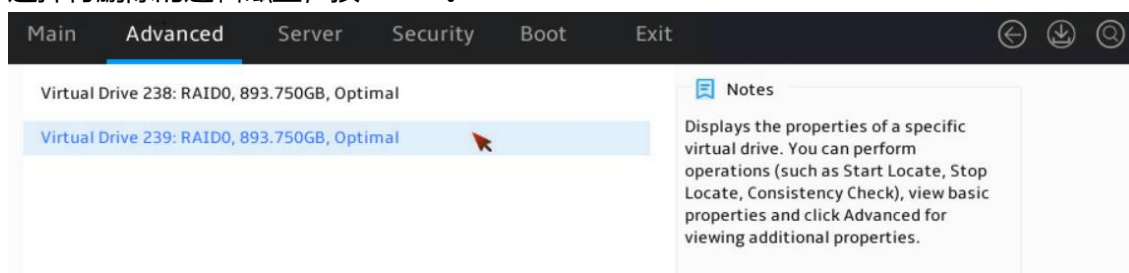 Main Advanced Server Security Boot Exit
Virtual Drive 238: RAID0, 893.750GB, Optimal
Virtual Drive 239: RAID0, 893.750GB, Optimal
Notes
Displays the properties of a specific
virtual drive. You can perform
operations (such as Start Locate, Stop
Locate, Consistency Check), view basic
properties and click Advanced for
viewing additional properties.